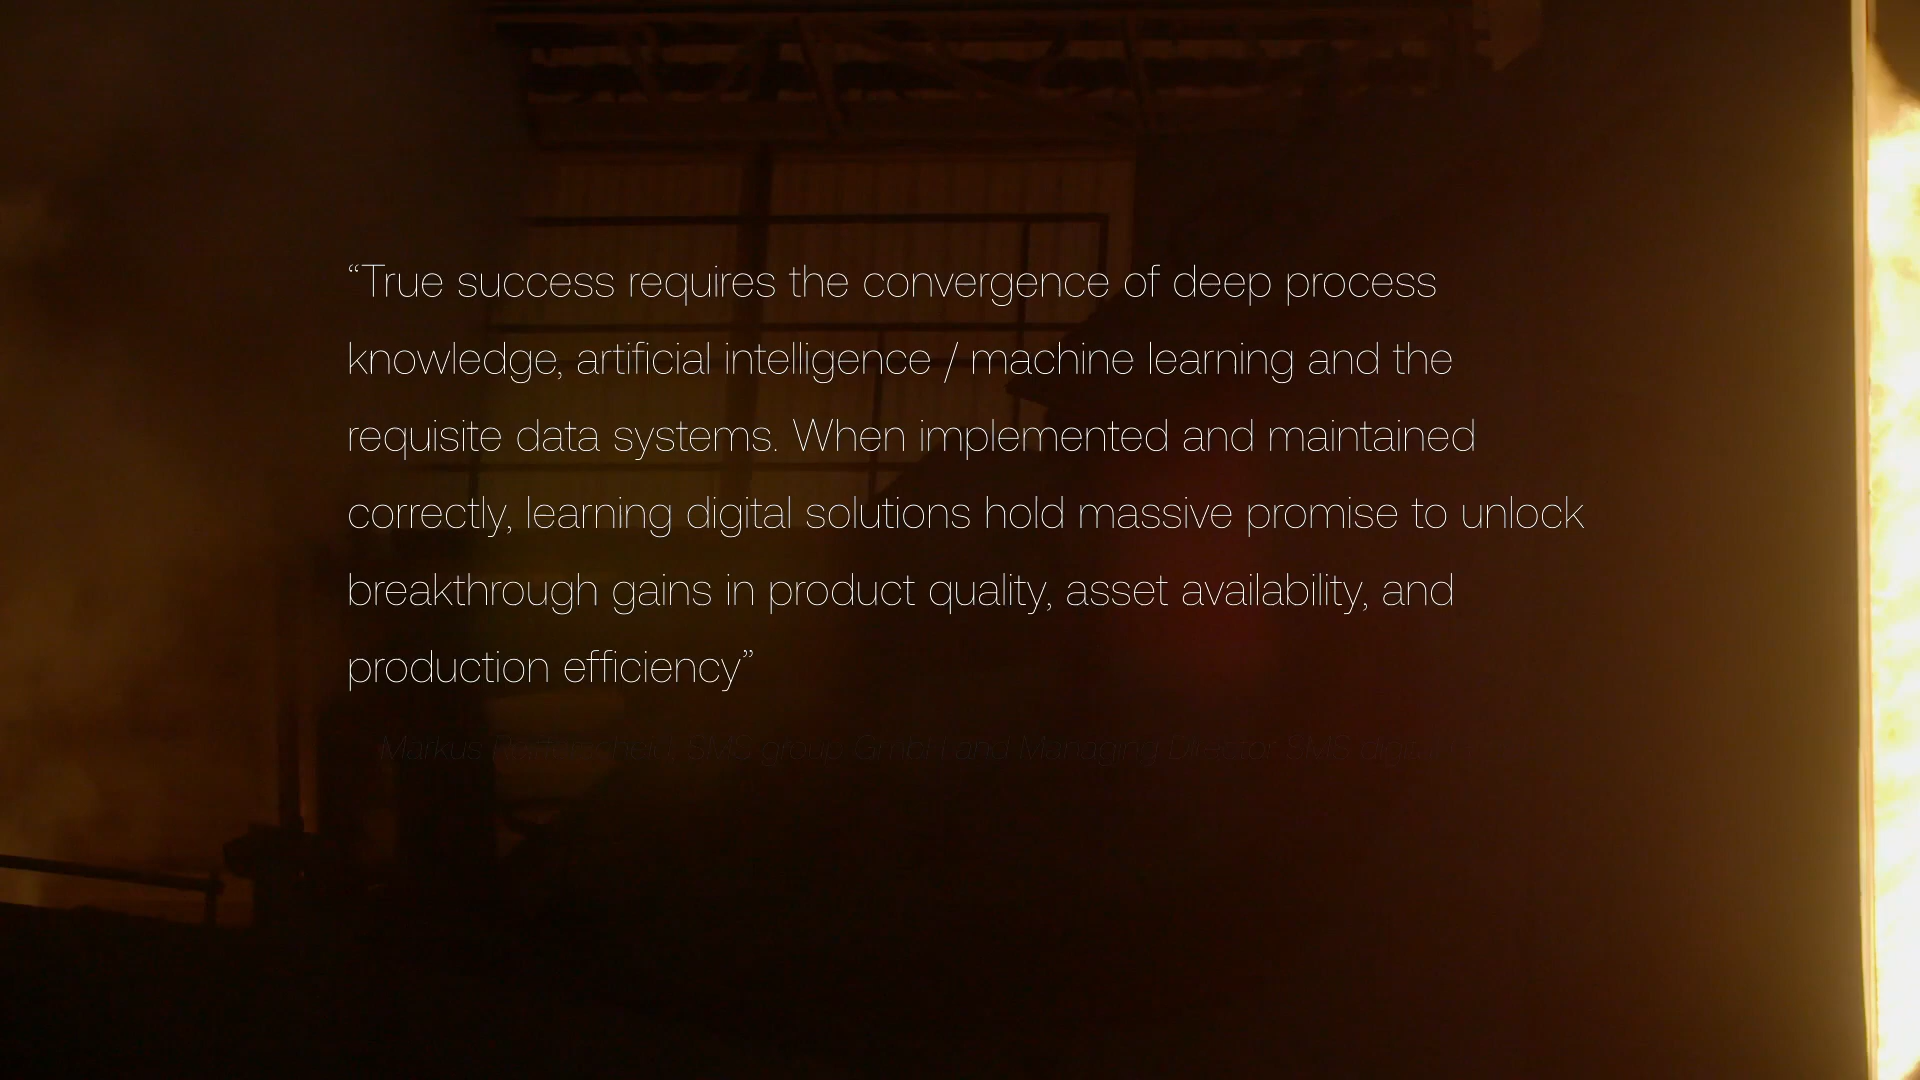 “True success requires the convergence of deep process
knowledge, artificial intelligence / machine learning and the
requisite data systems. When implemented and maintained
correctly, learning digital solutions hold massive promise to unlock
breakthrough gains in product quality, asset availability, and
production efficiency”
Markus SMS group GmbH and Managing Director SMS digital